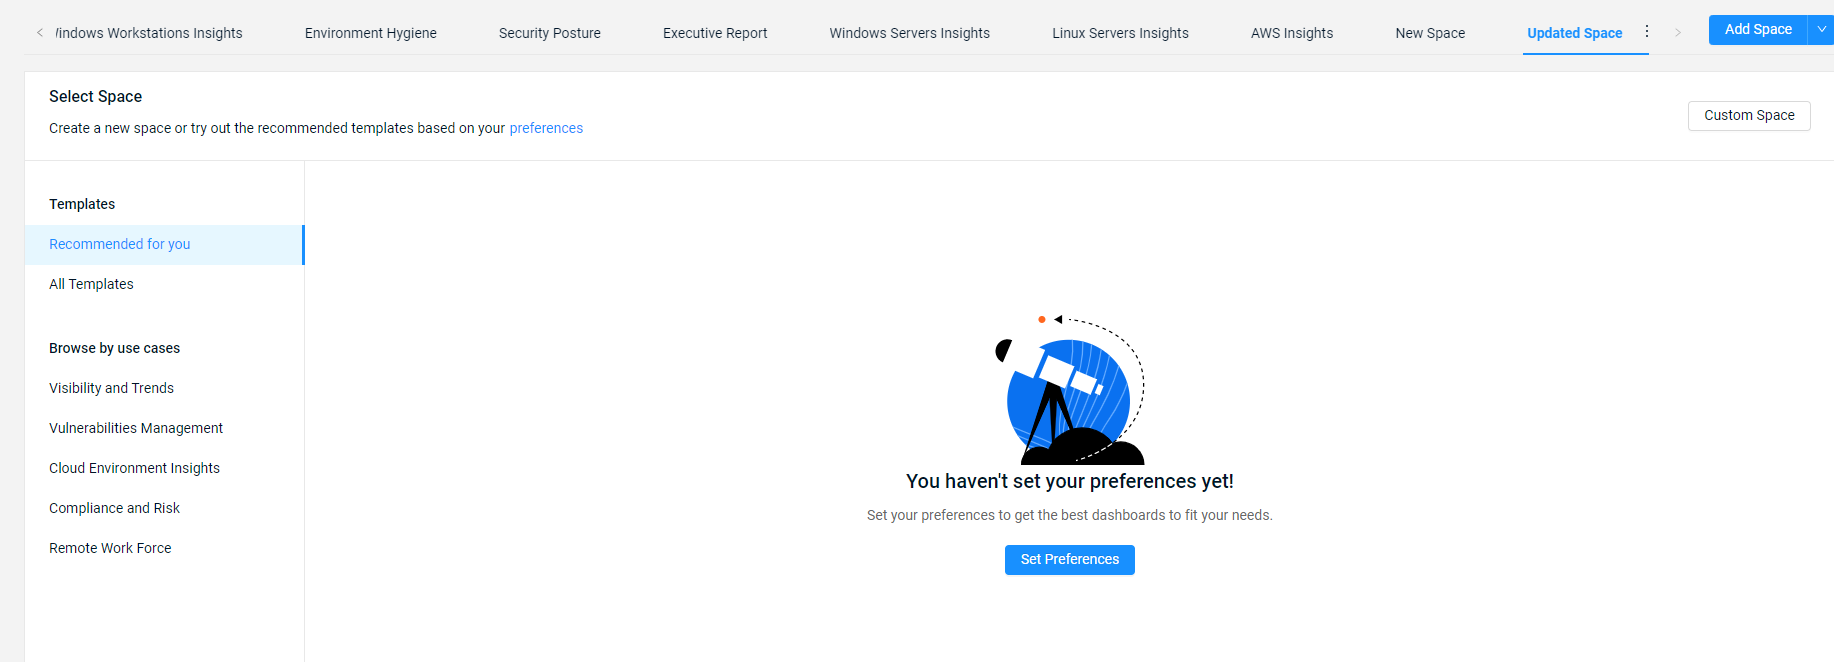 Windows Workstations Insights Environment Hygiene Security Posture Executive Report Windows Servers Insights Linux Servers Insights AWS Insights New Space Updated Space Add Space
Select Space
Create a new space or try out the recommended templates based on your preferences
Custom Space
Templates
Recommended for you
All Templates
Browse by use cases
Visibility and Trends
Vulnerabilities Management
Cloud Environment Insights
Compliance and Risk
Remote Work Force
You haven't set your preferences yet!
Set your preferences to get the best dashboards to fit your needs.
Set Preferences